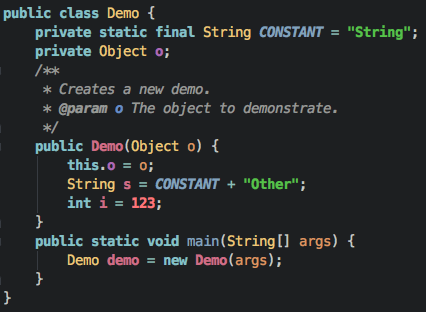 public class Demo {
    private static final String CONSTANT = "String";
    private Object o;
    /**
     * Creates a new demo.
     * @param o The object to demonstrate.
     */
    public Demo(Object o) {
        this.o = o;
        String s = CONSTANT + "Other";
        int i = 123;
    }
    public static void main(String[] args) {
        Demo demo = new Demo(args);
    }
}